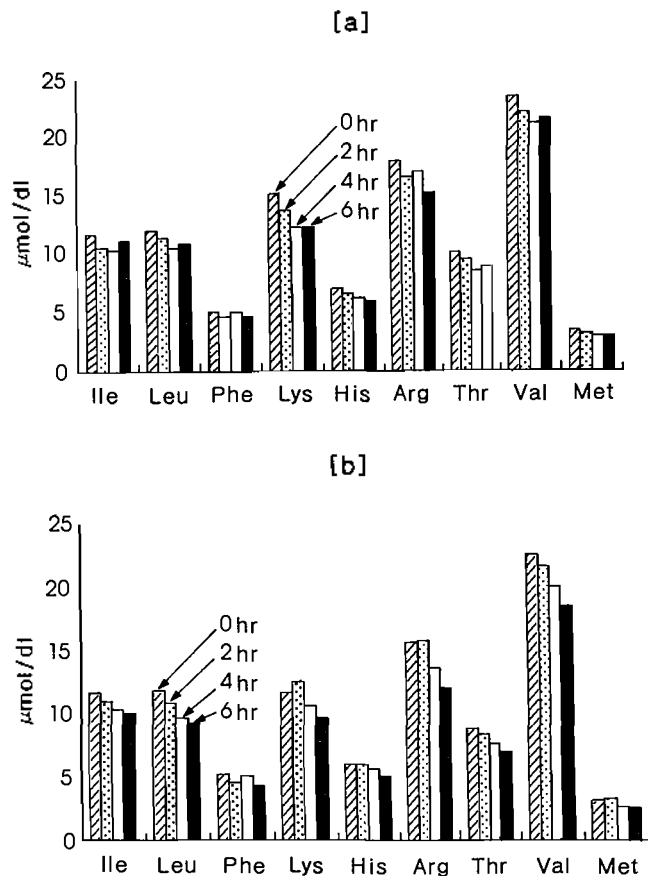 [a]
μmol/dl
25
20
15
10
5
0
0 hr
2 hr
4 hr
6 hr
Ile Leu Phe Lys His Arg Thr Val Met
[b]
μmol/dl
25
20
15
10
5
0
0 hr
2 hr
4 hr
6 hr
Ile Leu Phe Lys His Arg Thr Val Met